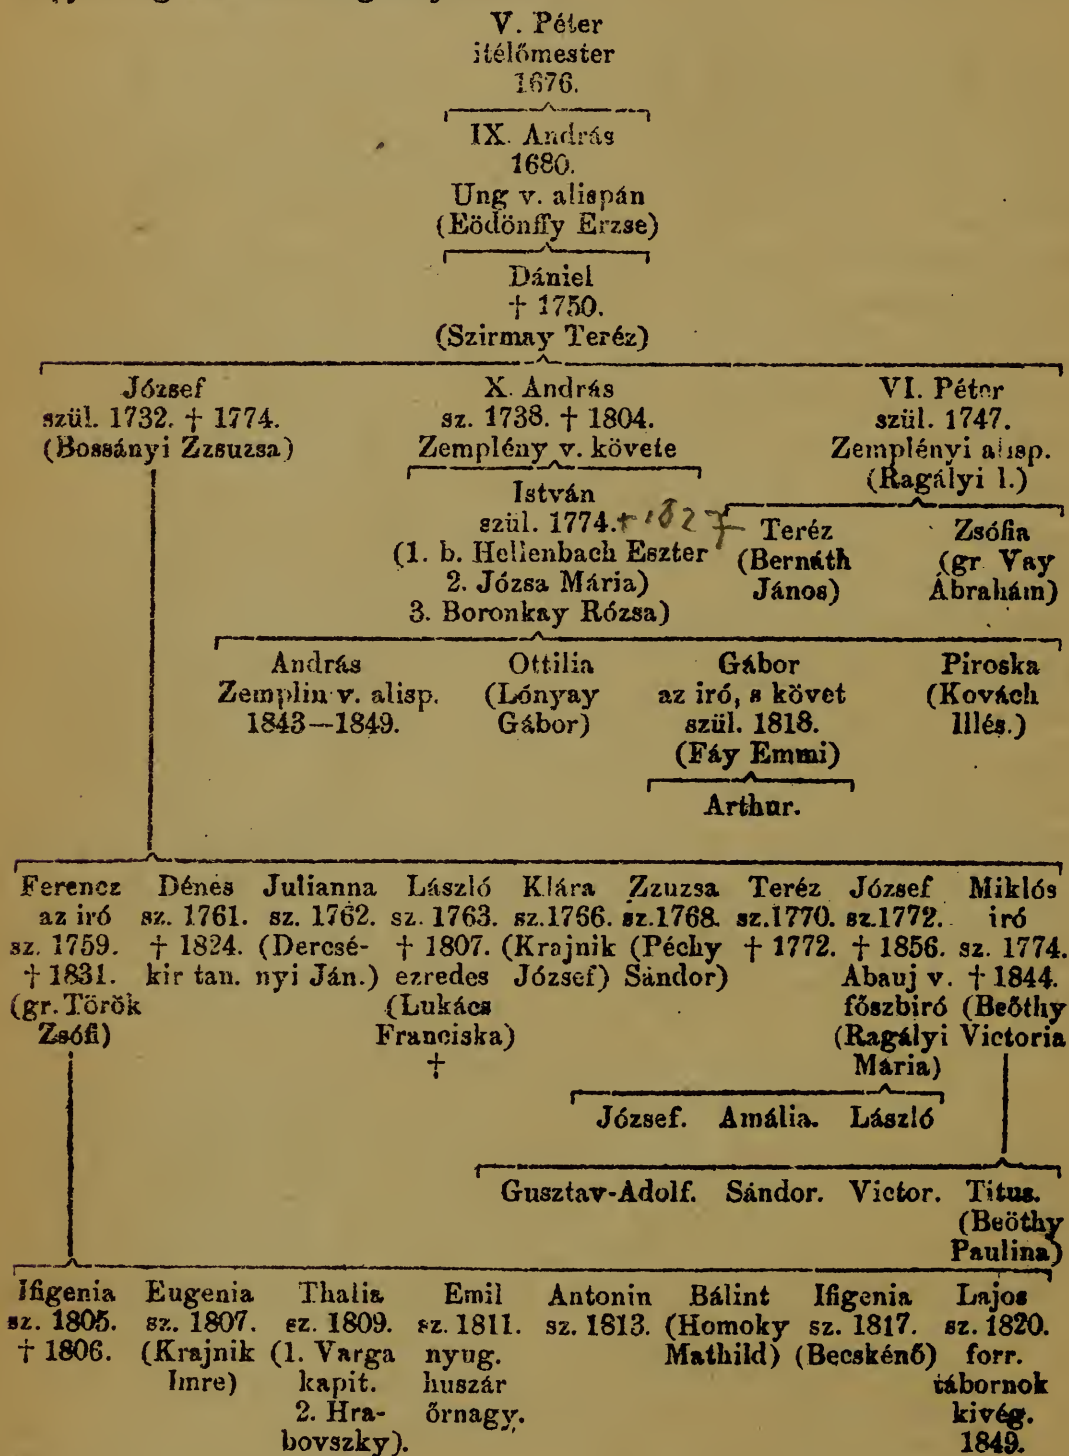 V. Péter
itélőmester
1676.
IX. András
1680.
Ung v. alispán
(Eödönffy Erzse)
Dániel
† 1750.
(Szirmay Teréz)
József
szül. 1732. † 1774.
(Bossányi Zzsuzsa)
X. András
sz. 1738. † 1804.
Zemplény v. követe
VI. Péter
szül. 1747.
Zemplényi alisp.
(Ragályi l.)
István
szül. 1774. † 1827
(1. b. Hellenbach Eszter
2. Józsa Mária)
3. Boronkay Rózsa)
Teréz
(Bernáth
János)
Zsófia
(gr Vay
Ábrahám)
András
Zemplin v. alisp.
1843—1849.
Ottilia
(Lónyay
Gábor)
Gábor
az iró, s követ
szül. 1818.
(Fáy Emmi)
Piroska
(Kovách
Illés.)
Arthur.
Ferencz
az iró
sz. 1759.
† 1831.
(gr. Török
Zsófi)
Dénes
sz. 1761.
† 1824.
kir tan.
Julianna
sz. 1762.
(Dercsé-
nyi Ján.)
László
sz. 1763.
† 1807.
ezredes
(Lukács
Franciska)
†
Klára
sz. 1766.
(Krajnik
József)
Zzuzsa
sz. 1768.
(Péchy
Sándor)
Teréz
sz. 1770.
† 1772.
József
sz. 1772.
† 1856.
Abauj v.
főszbiró
(Ragályi
Mária)
Miklós
iró
sz. 1774.
† 1844.
(Beőthy
Victoria
József. Amália. László
Gusztav-Adolf. Sándor. Victor. Titus.
(Beöthy
Paulina)
Ifigenia
sz. 1805.
† 1806.
Eugenia
sz. 1807.
(Krajnik
Imre)
Thalia
sz. 1809.
(1. Varga
kapit.
2. Hra-
bovszky).
Emil
sz. 1811.
nyug.
huszár
őrnagy.
Antonin
sz. 1813.
Bálint
(Homoky
Mathild)
Ifigenia
sz. 1817.
(Becskénő)
Lajos
sz. 1820.
forr.
tábornok
kivég.
1849.